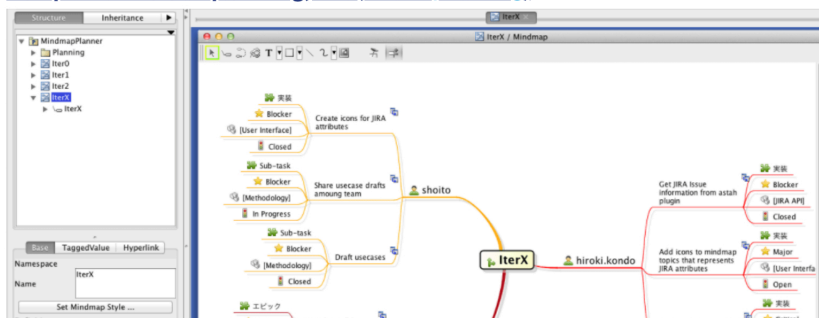 Structure
Inheritance
MindmapPlanner
Planning
Iter0
Iter1
Iter2
IterX
IterX
Base
TaggedValue
Hyperlink
Namespace
IterX
Name
Set Mindmap Style ...
IterX
IterX / Mindmap
T
実装
Blocker
[User Interface]
Closed
Create icons for JIRA
attributes
Sub-task
Blocker
[Methodology]
In Progress
Share usecase drafts
amoung team
Sub-task
Blocker
[Methodology]
Closed
Draft usecases
エピック
shoito
IterX
hiroki.kondo
Get JIRA Issue
information from astah
plugin
実装
Blocker
[JIRA API]
Closed
Add icons to mindmap
topics that represents
JIRA attributes
実装
Major
[User Interfa
Open
実装